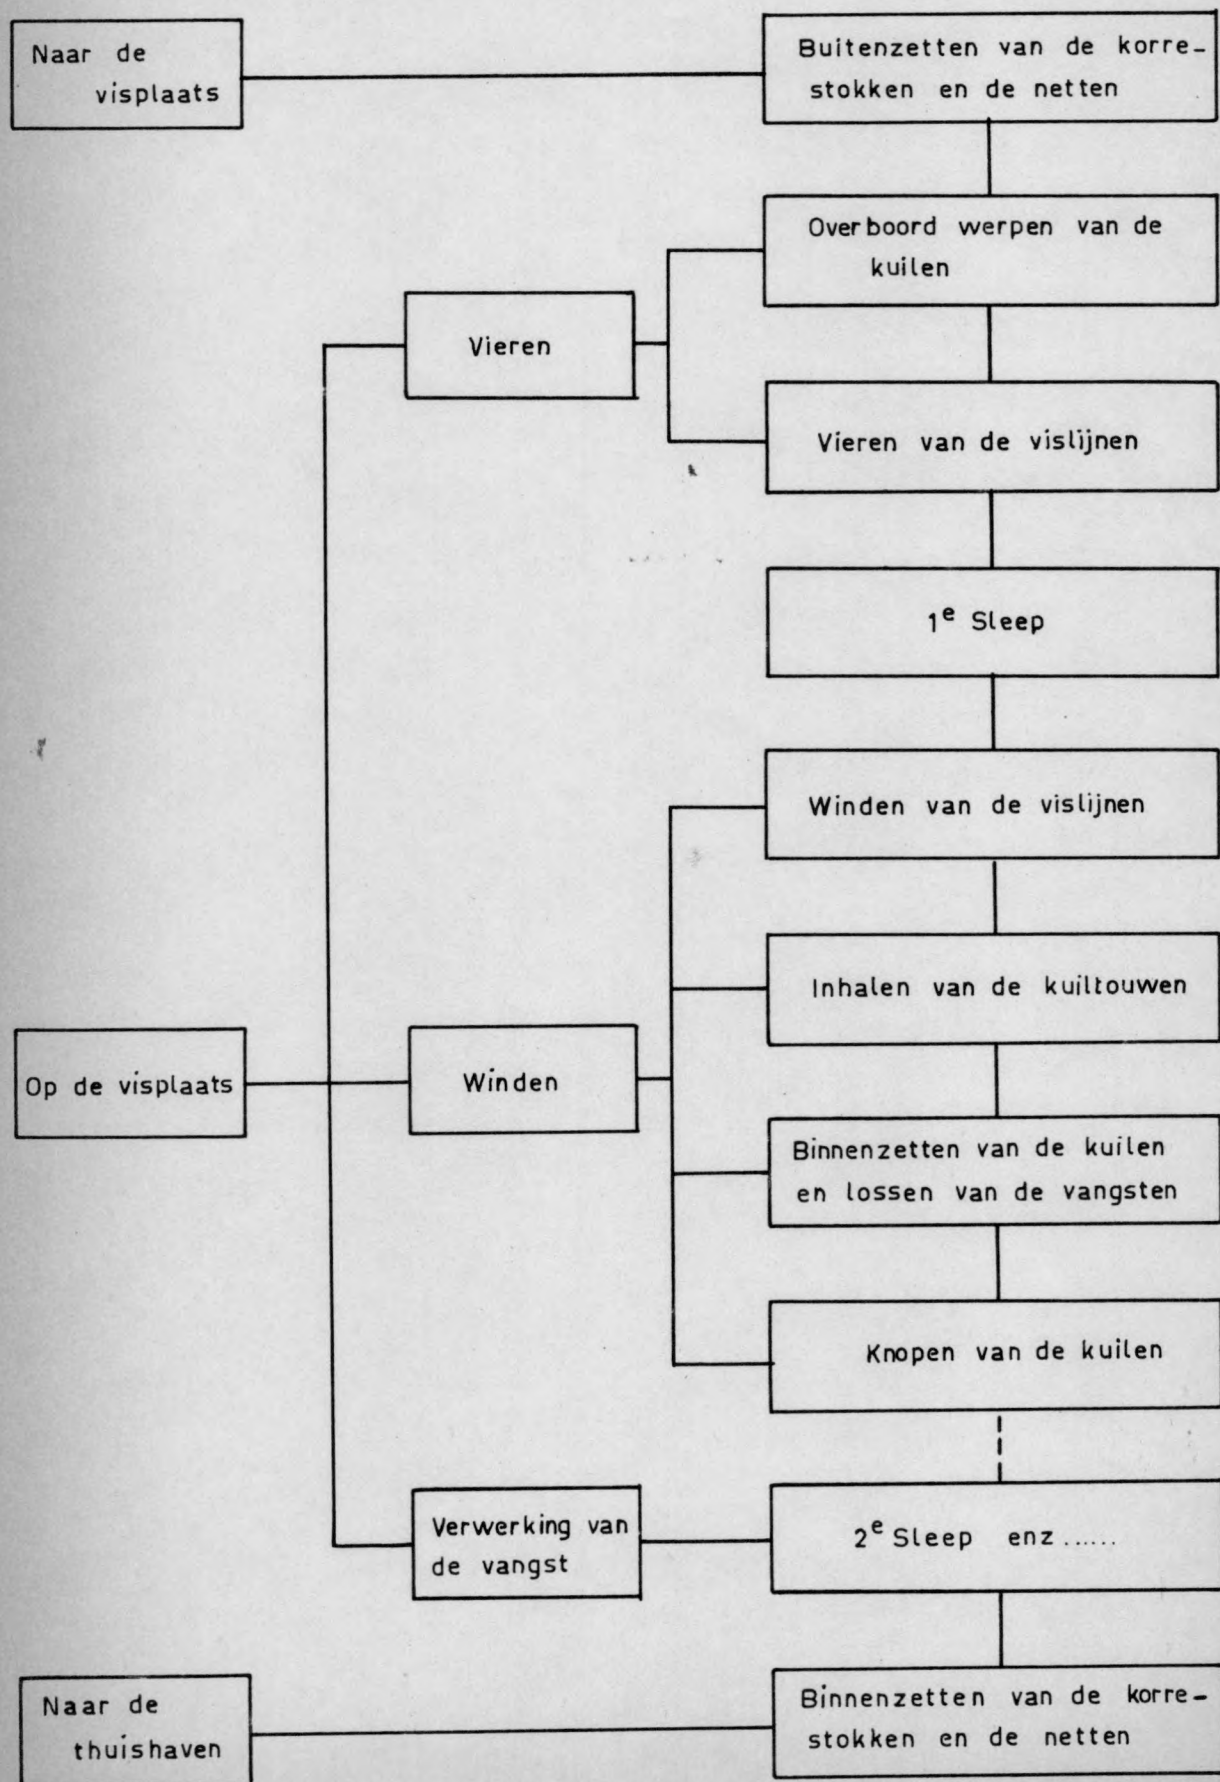 Naar de
visplaats
Buitenzetten van de korre-
stokken en de netten
Overboord werpen van de
kuilen
Vieren
Vieren van de vislijnen
1e Sleep
Winden van de vislijnen
Inhalen van de kuiltouwen
Op de visplaats
Winden
Binnenzetten van de kuilen
en lossen van de vangsten
Knopen van de kuilen
Verwerking van
de vangst
2e Sleep enz......
Naar de
thuishaven
Binnenzetten van de korre-
stokken en de netten